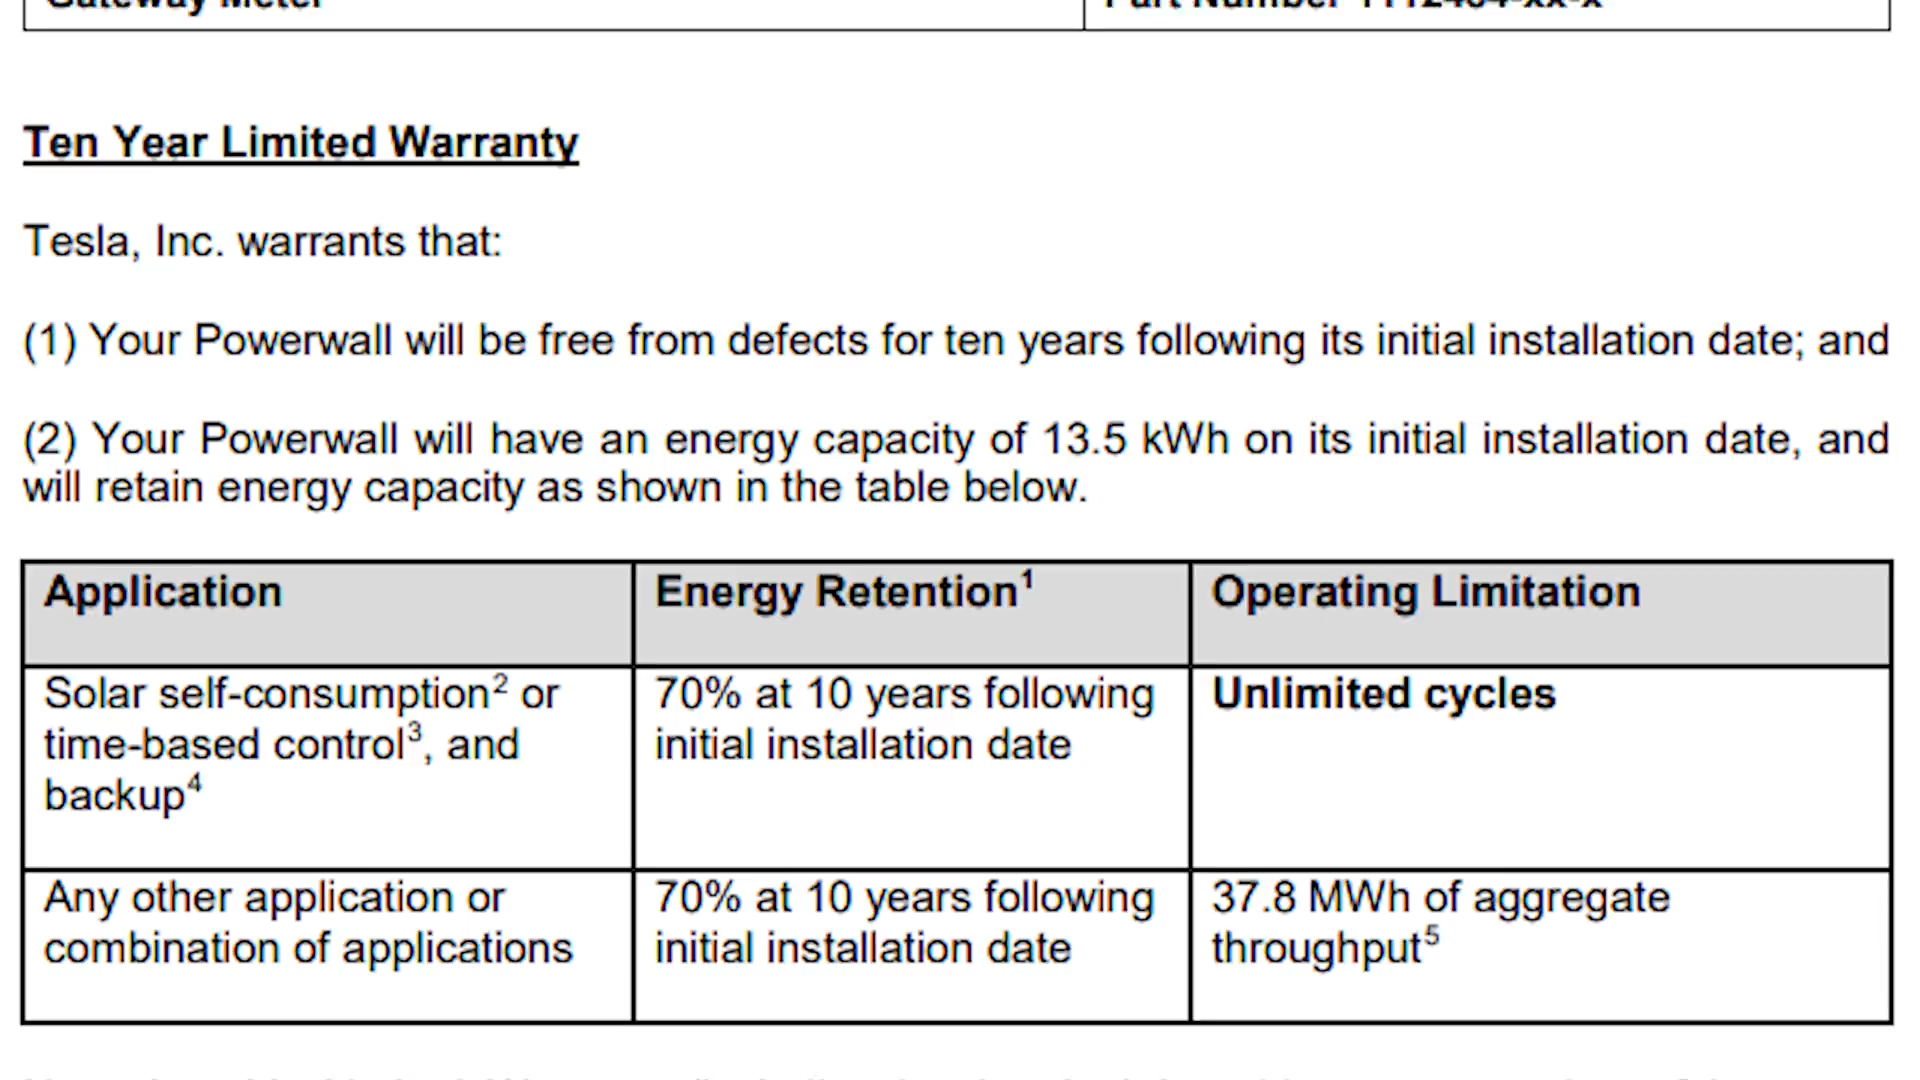 Gateway Meter
Part Number
Ten Year Limited Warranty
Tesla, Inc. warrants that:
(1) Your Powerwall will be free from defects for ten years following its initial installation date; and
(2) Your Powerwall will have an energy capacity of 13.5 kWh on its initial installation date, and
will retain energy capacity as shown in the table below.
Application
Energy Retention¹
Operating Limitation
Solar self-consumption² or
time-based control³, and
backup⁴
70% at 10 years following
initial installation date
Unlimited cycles
Any other application or
combination of applications
70% at 10 years following
initial installation date
37.8 MWh of aggregate
throughput⁵